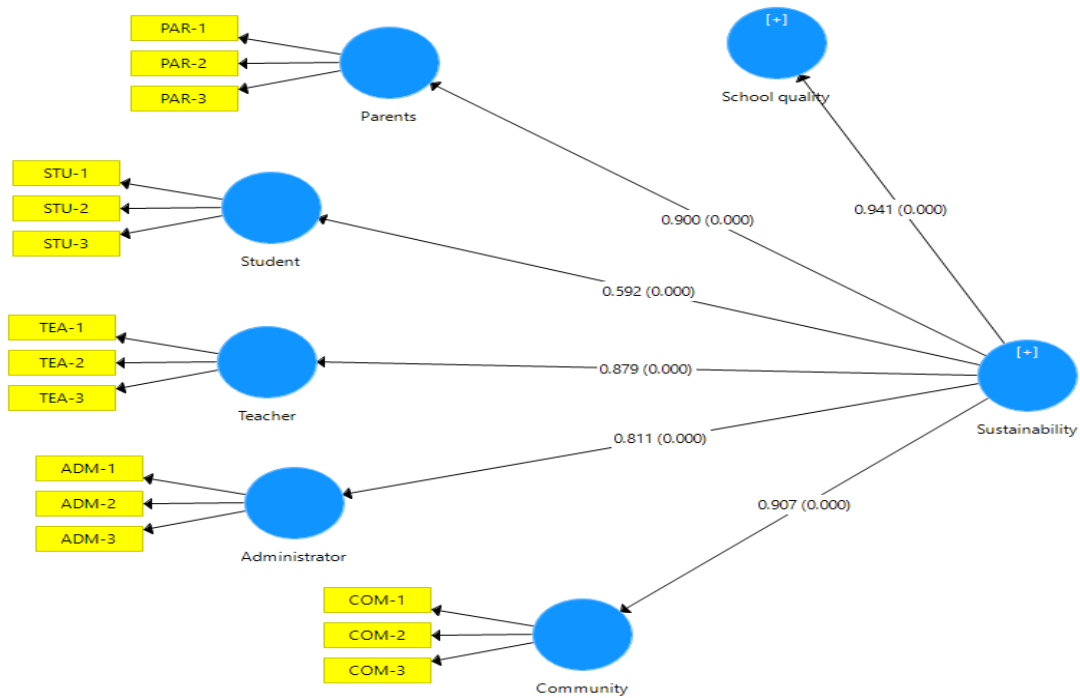 PAR-1
PAR-2
PAR-3
Parents
[+]
School quality
STU-1
STU-2
STU-3
Student
0.900 (0.000)
0.941 (0.000)
0.592 (0.000)
TEA-1
TEA-2
TEA-3
Teacher
0.879 (0.000)
[+]
Sustainability
0.811 (0.000)
ADM-1
ADM-2
ADM-3
Administrator
0.907 (0.000)
COM-1
COM-2
COM-3
Community